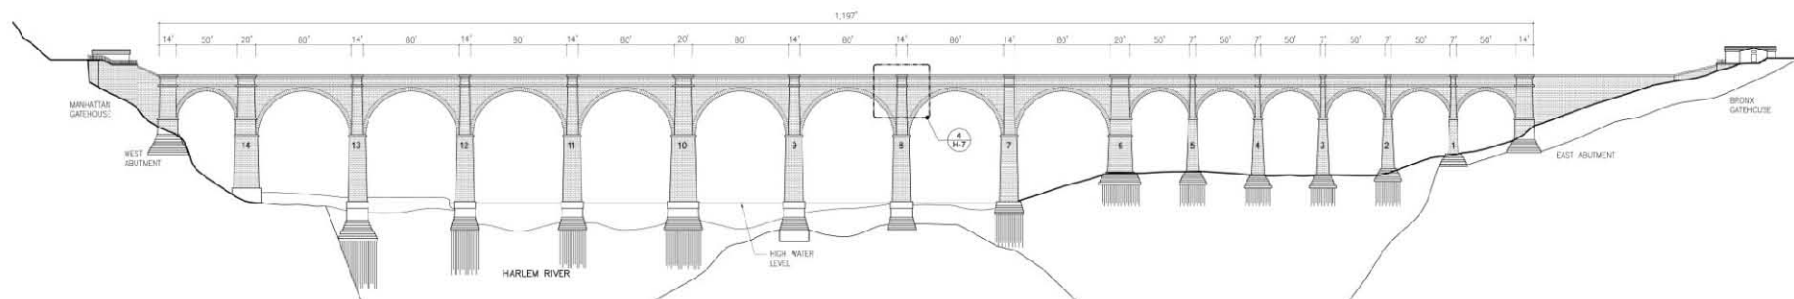 1,197'
14' 50' 20' 80' 14' 80' 14' 80' 14' 80' 20' 80' 14' 80' 14' 80' 14' 80' 20' 50' 7' 50' 7' 50' 7' 50' 7' 50' 7' 50' 14'
MANHATTAN
GATEHOUSE
BRONX
GATEHOUSE
4
H-7
WEST
ABUTMENT
14 13 12 11 10 9 8 7 6 5 4 3 2 1
EAST ABUTMENT
HIGH WATER
LEVEL
HARLEM RIVER